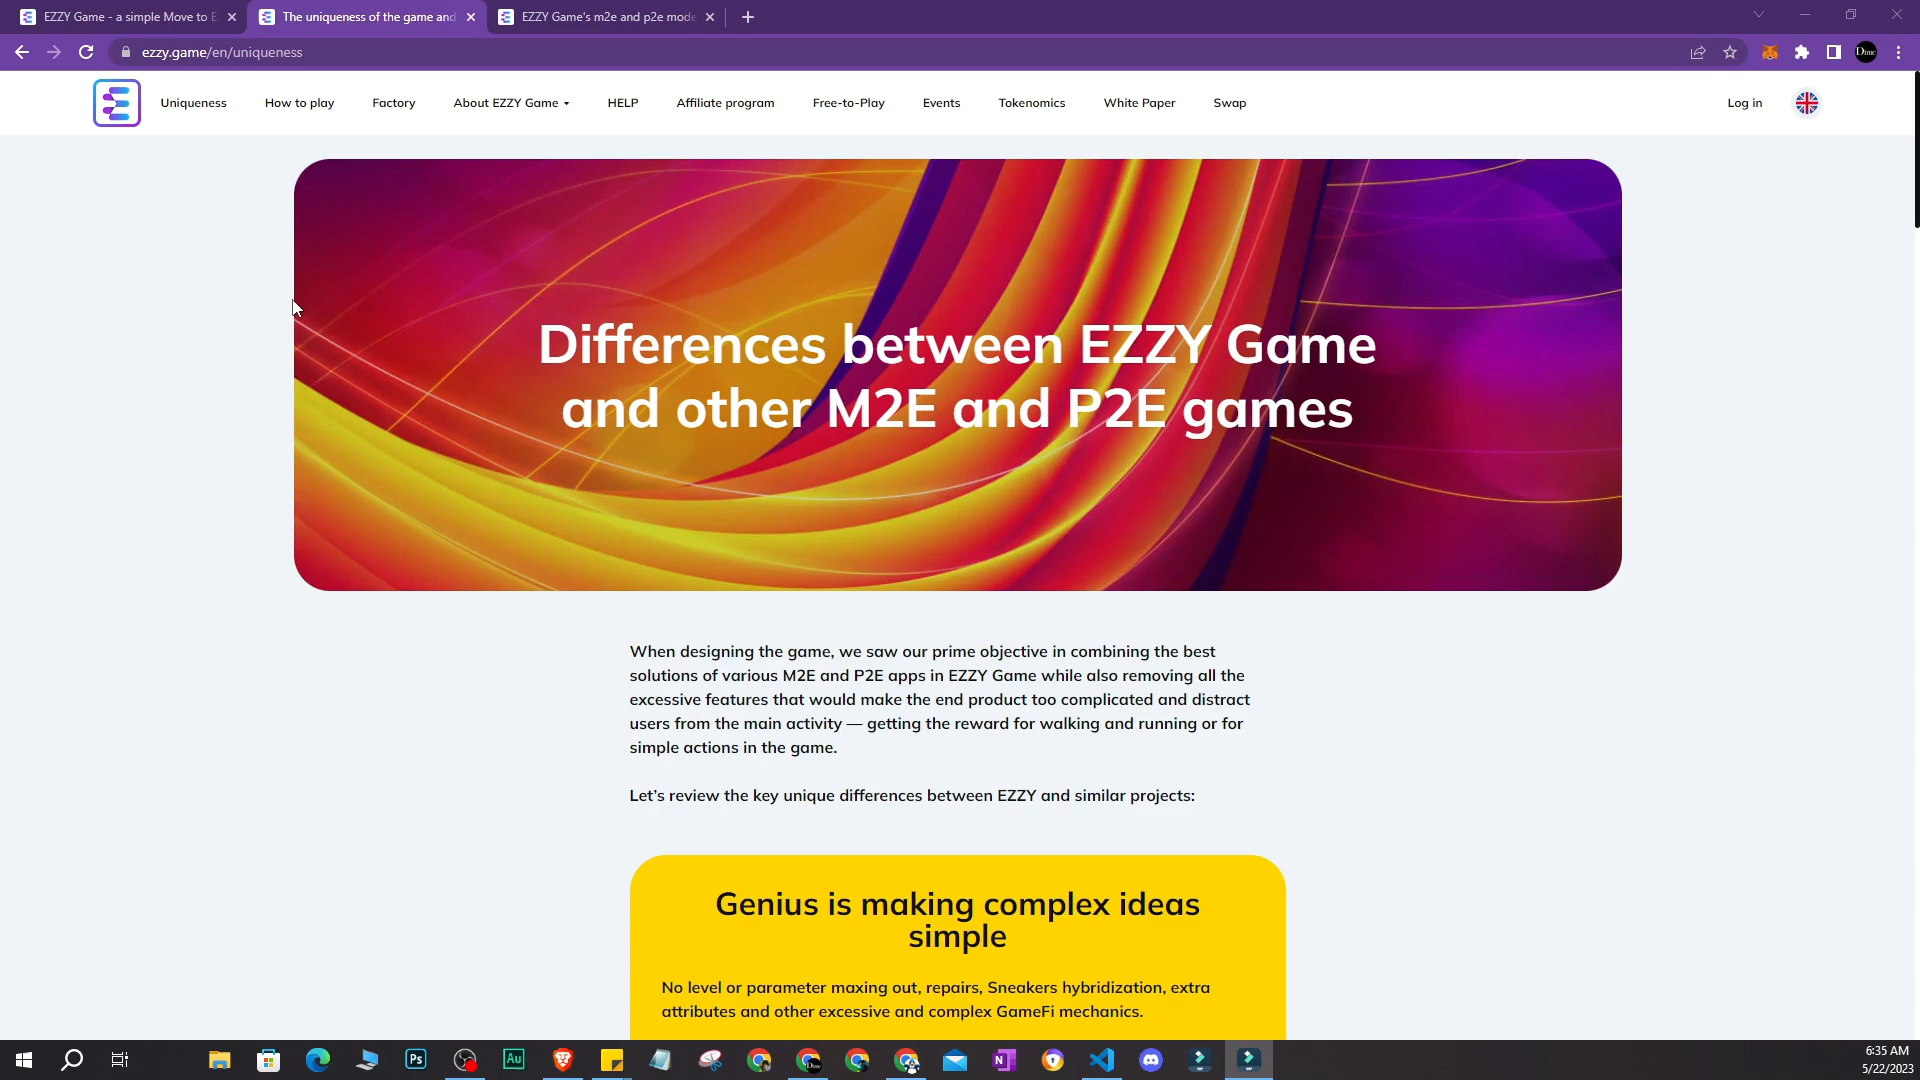 EZZY Game - a simple Move to E
The uniqueness of the game and
EZZY Game's m2e and p2e mode
ezzy.game/en/uniqueness
Dime
Uniqueness
How to play
Factory
About EZZY Game
HELP
Affiliate program
Free-to-Play
Events
Tokenomics
White Paper
Swap
Log in
Differences between EZZY Game
and other M2E and P2E games
When designing the game, we saw our prime objective in combining the best
solutions of various M2E and P2E apps in EZZY Game while also removing all the
excessive features that would make the end product too complicated and distract
users from the main activity — getting the reward for walking and running or for
simple actions in the game.
Let's review the key unique differences between EZZY and similar projects:
Genius is making complex ideas
simple
No level or parameter maxing out, repairs, Sneakers hybridization, extra
attributes and other excessive and complex GameFi mechanics.
Ps
Au
N
6:35 AM
5/22/2023